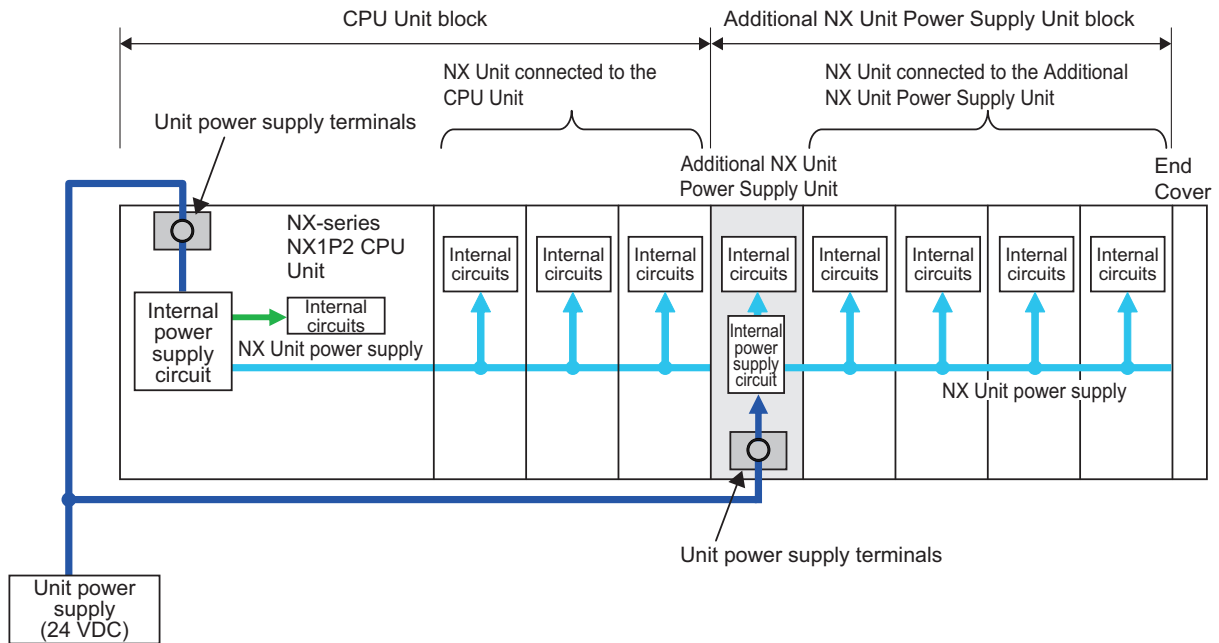 CPU Unit block
Additional NX Unit Power Supply Unit block
NX Unit connected to the
CPU Unit
NX Unit connected to the Additional
NX Unit Power Supply Unit
Unit power supply terminals
Additional NX Unit
Power Supply Unit
End
Cover
NX-series
NX1P2 CPU
Unit
Internal
circuits
Internal
circuits
Internal
circuits
Internal
circuits
Internal
circuits
Internal
circuits
Internal
circuits
Internal
circuits
Internal
power
supply
circuit
Internal
circuits
NX Unit power supply
Internal
power
supply
circuit
NX Unit power supply
Unit power supply terminals
Unit power
supply
(24 VDC)